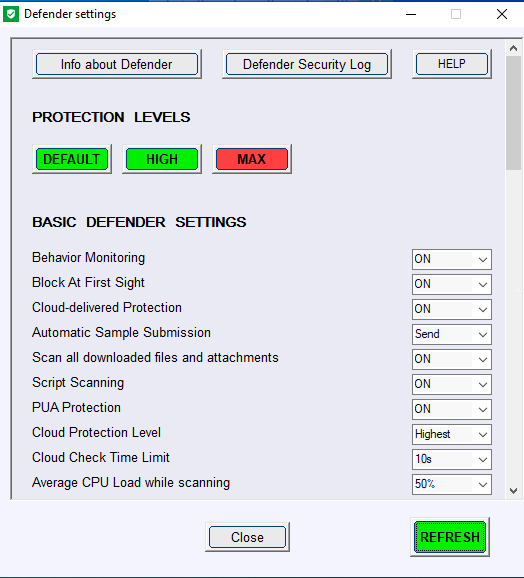 Defender settings
Info about Defender Defender Security Log HELP
PROTECTION LEVELS
DEFAULT HIGH MAX
BASIC DEFENDER SETTINGS
Behavior Monitoring ON
Block At First Sight ON
Cloud-delivered Protection ON
Automatic Sample Submission Send
Scan all downloaded files and attachments ON
Script Scanning ON
PUA Protection ON
Cloud Protection Level Highest
Cloud Check Time Limit 10s
Average CPU Load while scanning 50%
Close REFRESH